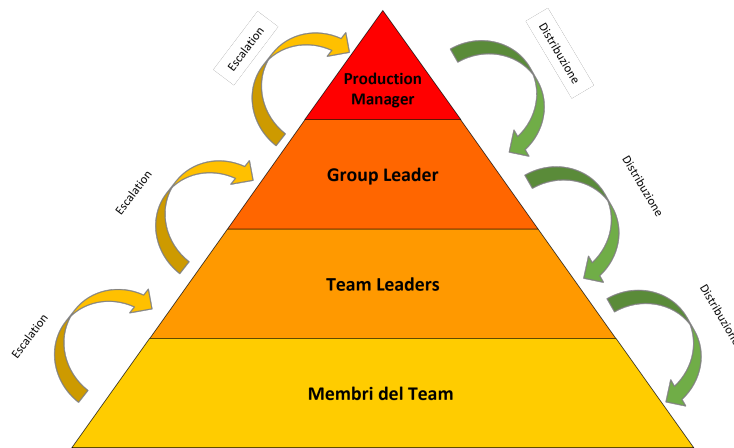 Escalation
Distribuzione
Production
Manager
Escalation
Group Leader
Distribuzione
Escalation
Team Leaders
Distribuzione
Membri del Team